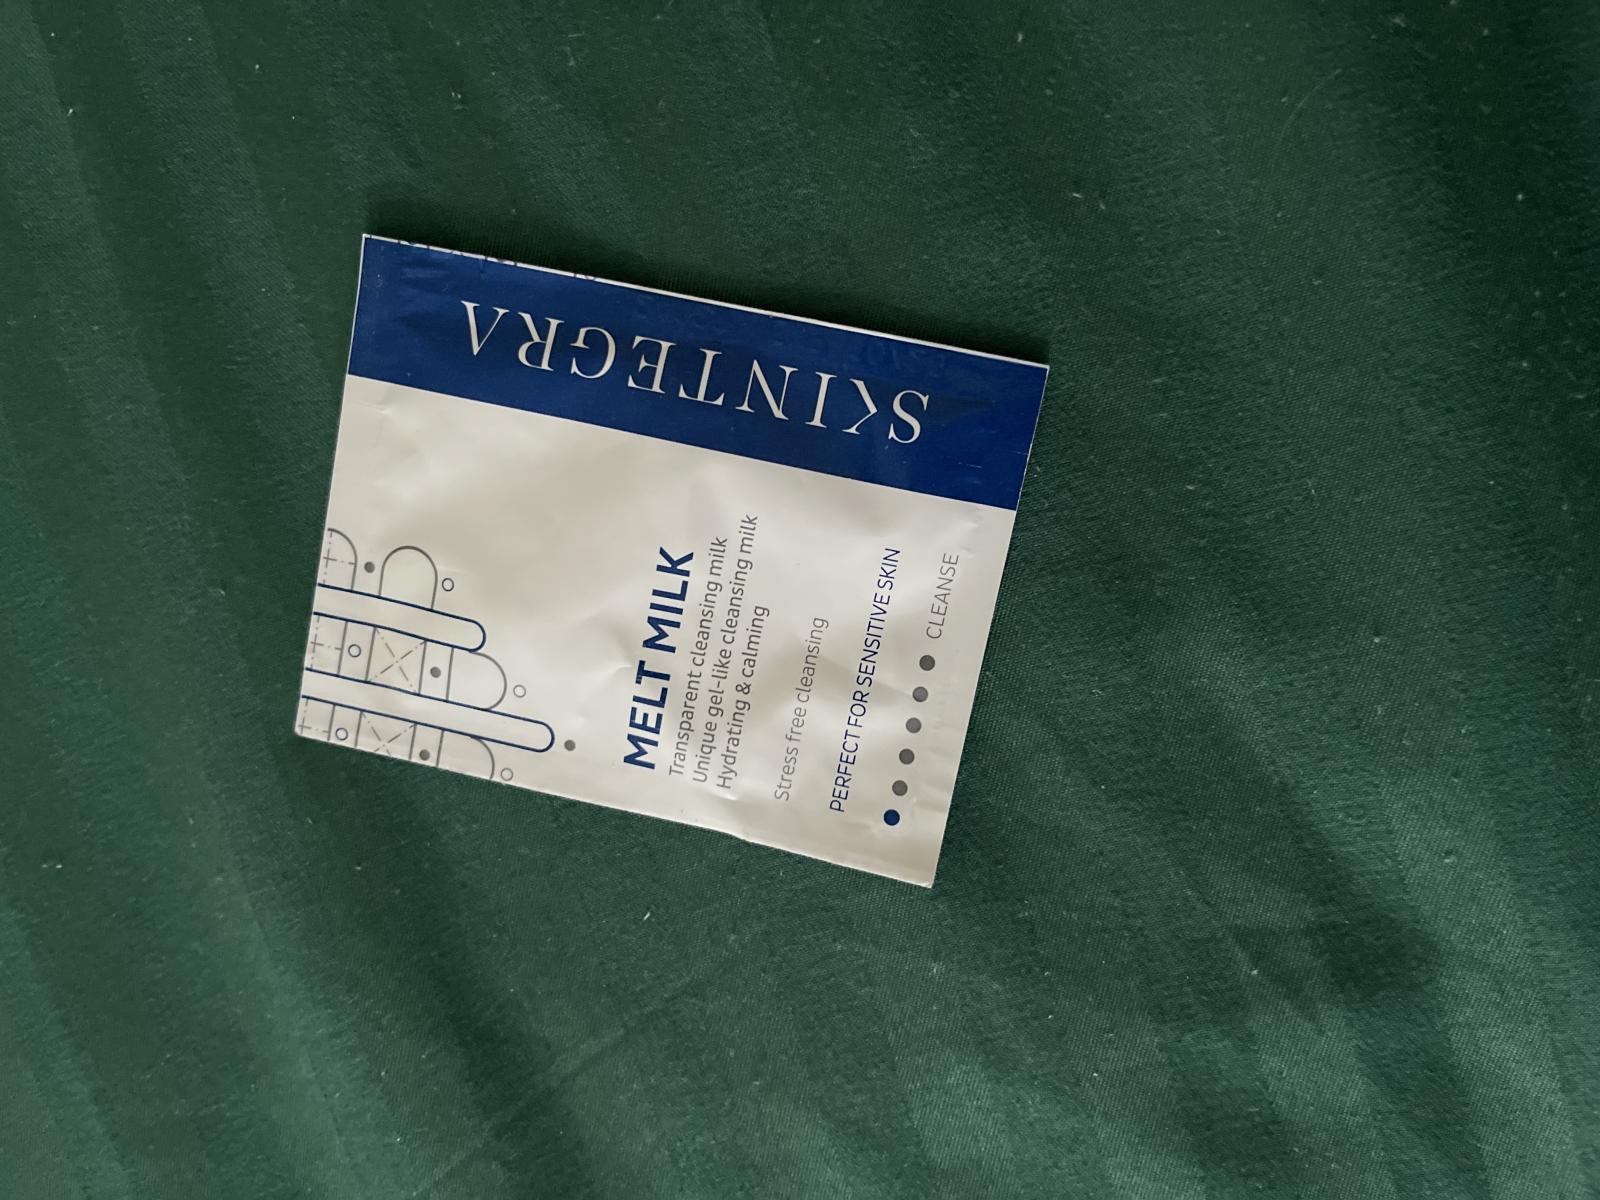 SKINTEGRA
MELT MILK
Transparent cleansing milk
Unique gel-like cleansing milk
Hydrating & calming
Stress free cleansing
PERFECT FOR SENSITIVE SKIN
CLEANSE